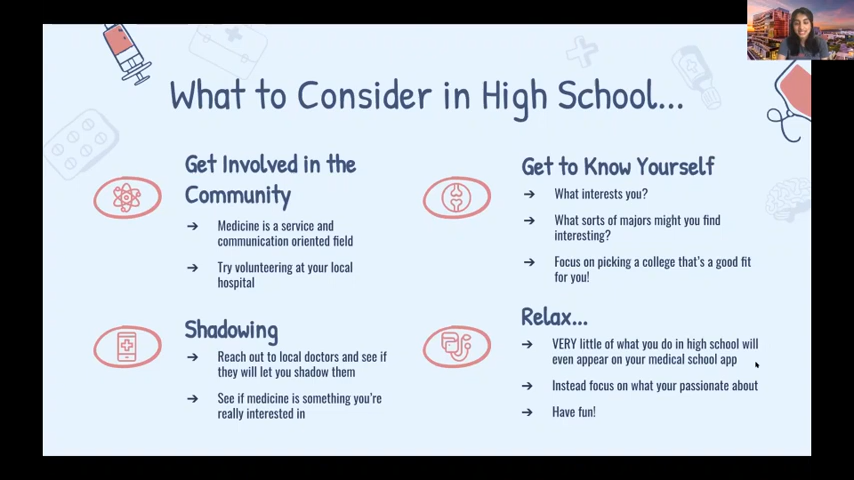 What to Consider in High School...
Get Involved in the
Community
➔ Medicine is a service and
communication oriented field
➔ Try volunteering at your local
hospital
Get to Know Yourself
➔ What interests you?
➔ What sorts of majors might you find
interesting?
➔ Focus on picking a college that's a good fit
for you!
Shadowing
➔ Reach out to local doctors and see if
they will let you shadow them
➔ See if medicine is something you're
really interested in
Relax...
➔ VERY little of what you do in high school will
even appear on your medical school app
➔ Instead focus on what your passionate about
➔ Have fun!